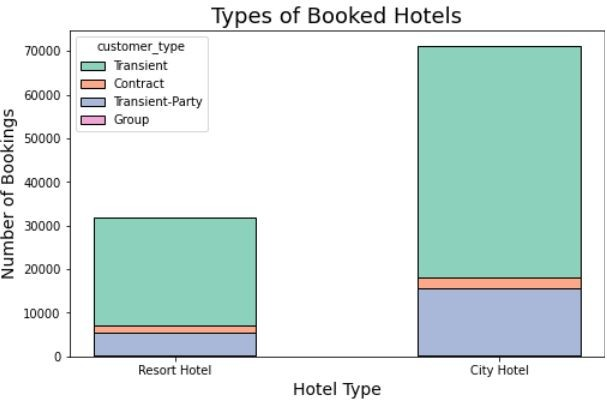 Types of Booked Hotels
customer_type
Transient
Contract
Transient-Party
Group
Number of Bookings
70000
60000
50000
40000
30000
20000
10000
0
Resort Hotel
City Hotel
Hotel Type